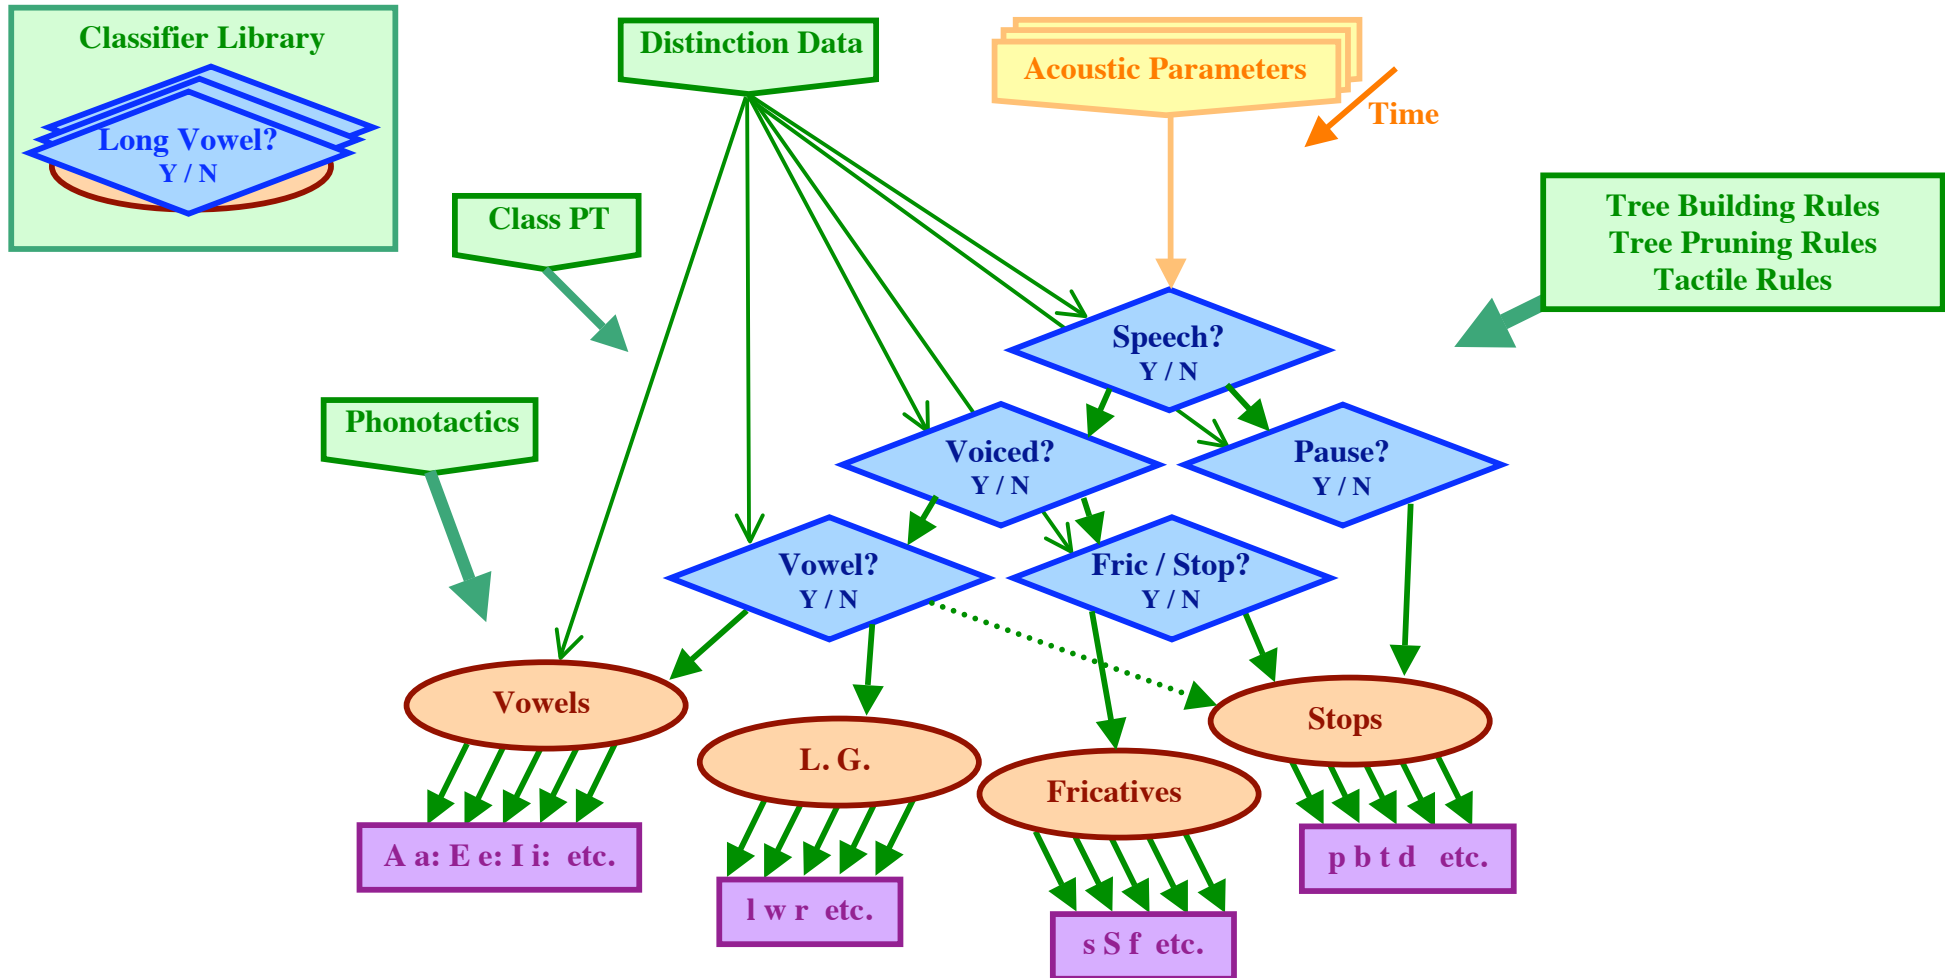 Classifier Library
Long Vowel?
Y / N
Distinction Data
Acoustic Parameters
Time
Class PT
Tree Building Rules
Tree Pruning Rules
Tactile Rules
Phonotactics
Speech?
Y / N
Voiced?
Y / N
Pause?
Y / N
Vowel?
Y / N
Fric / Stop?
Y / N
Vowels
L. G.
Fricatives
Stops
A a: E e: I i: etc.
l w r etc.
s S f etc.
p b t d etc.